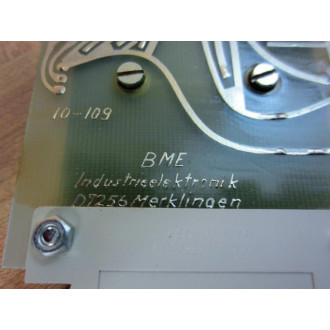 10-109
BME
Industrieelektronik
D7256 Merklingen